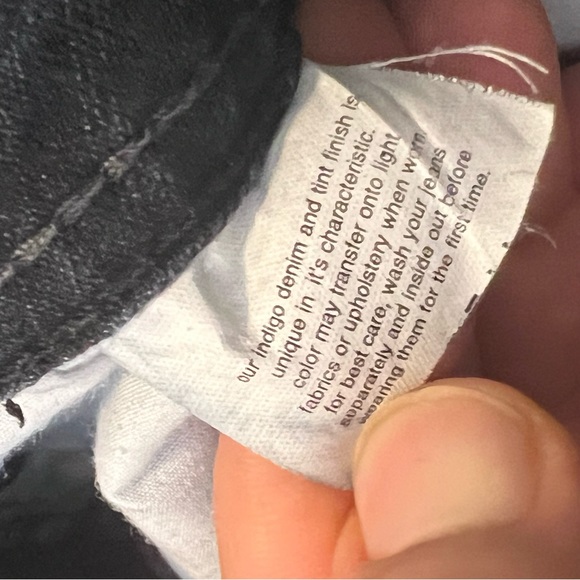 our indigo denim and tint finish is
unique in it's characteristic.
color may transfer onto light
fabrics or upholstery when worn.
for best care, wash your jeans
separately and inside out before
wearing them for the first time.